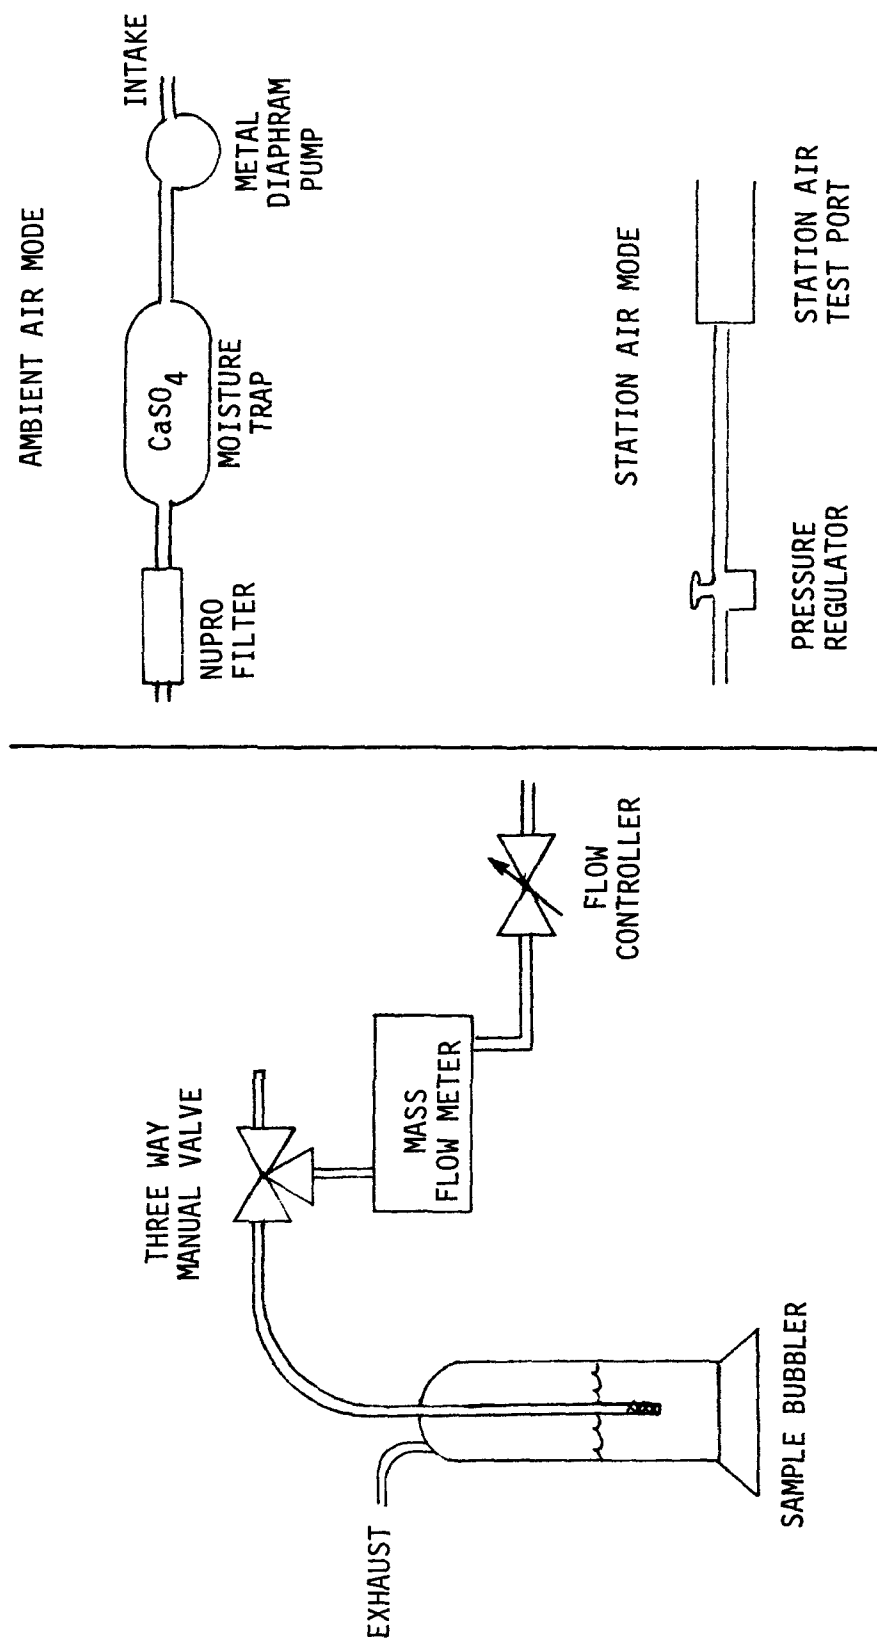 AMBIENT AIR MODE
INTAKE
METAL
DIAPHRAM
PUMP
CaSO4
MOISTURE
TRAP
NUPRO
FILTER
STATION AIR MODE
STATION AIR
TEST PORT
PRESSURE
REGULATOR
THREE WAY
MANUAL VALVE
MASS
FLOW METER
FLOW
CONTROLLER
EXHAUST
SAMPLE BUBBLER